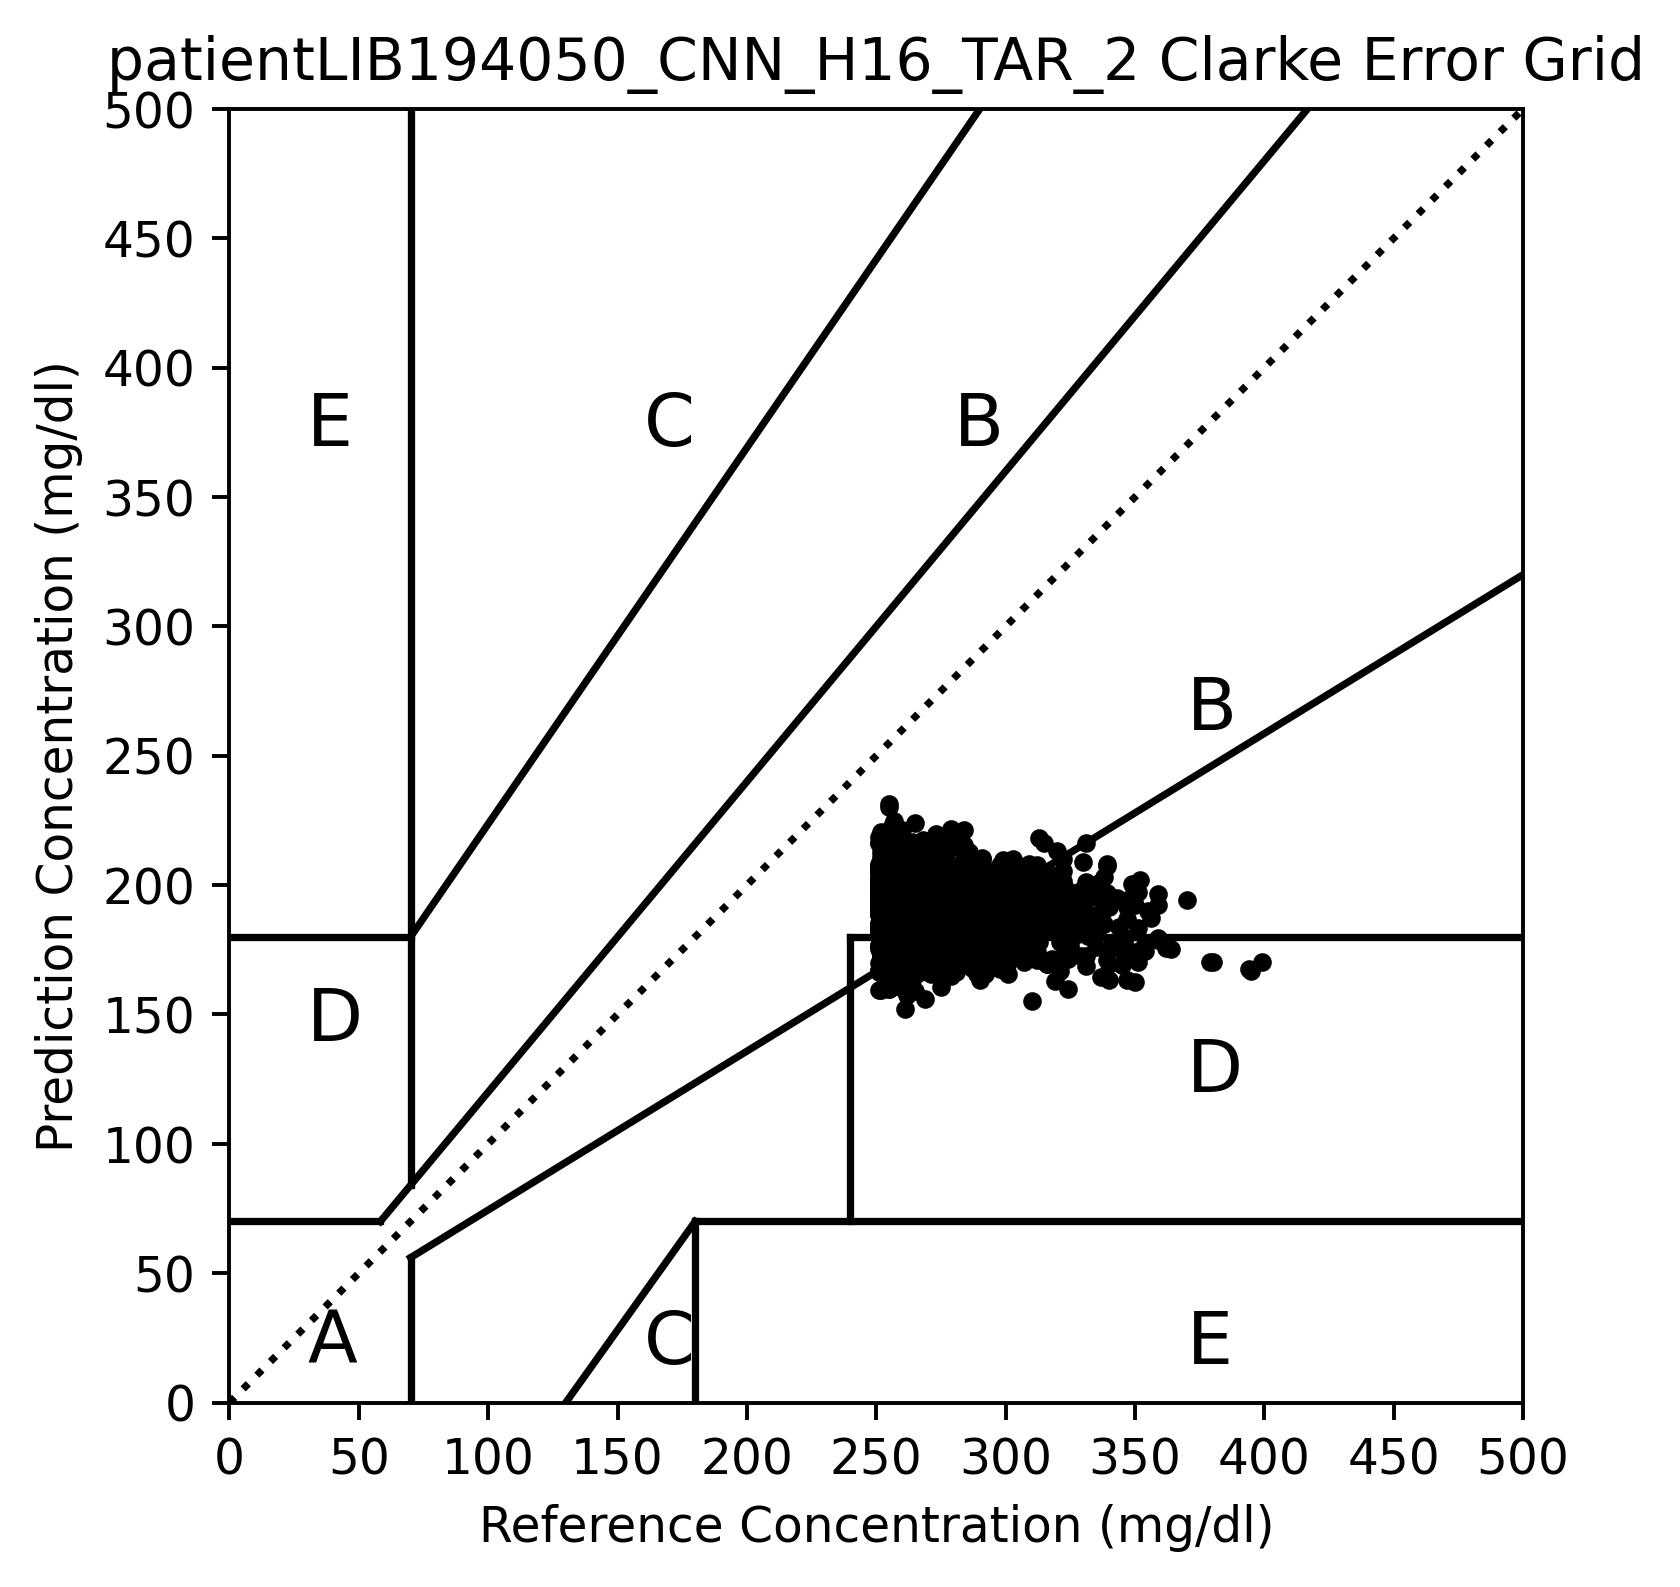 patientLIB194050_CNN_H16_TAR_2 Clarke Error Grid
500
450
400
350
300
250
200
150
100
50
0
Prediction Concentration (mg/dl)
E
C
B
B
D
D
A
C
E
0 50 100 150 200 250 300 350 400 450 500
Reference Concentration (mg/dl)